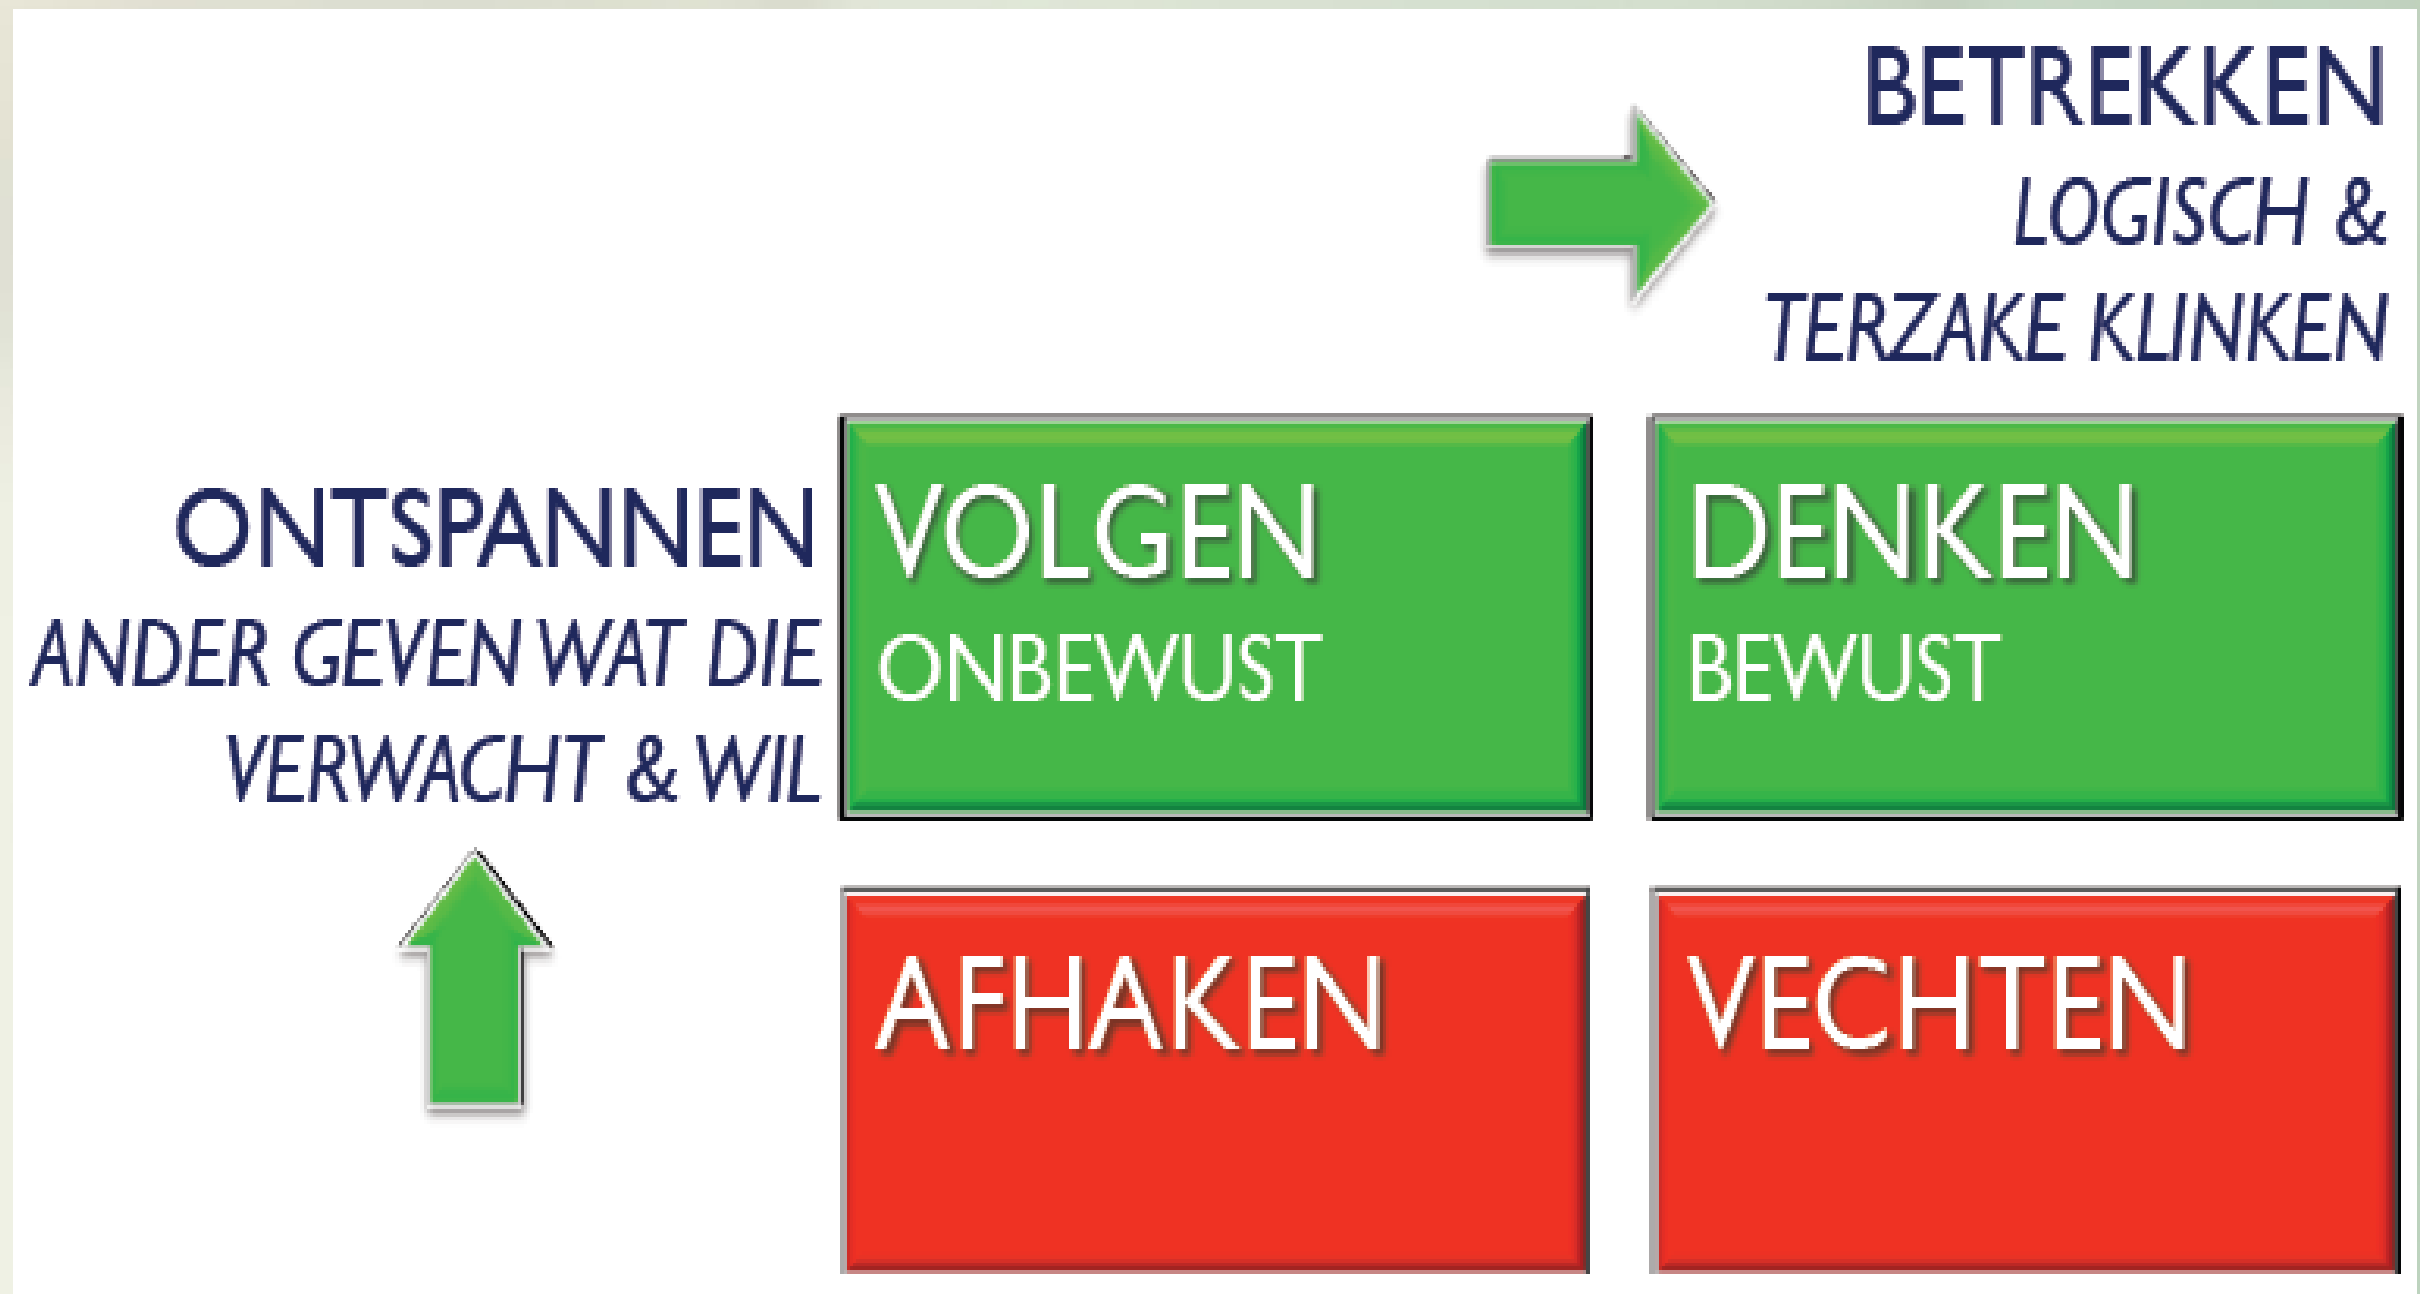 BETREKKEN
LOGISCH &
TERZAKE KLINKEN
ONTSPANNEN
ANDER GEVEN WAT DIE
VERWACHT & WIL
VOLGEN
ONBEWUST
DENKEN
BEWUST
AFHAKEN
VECHTEN